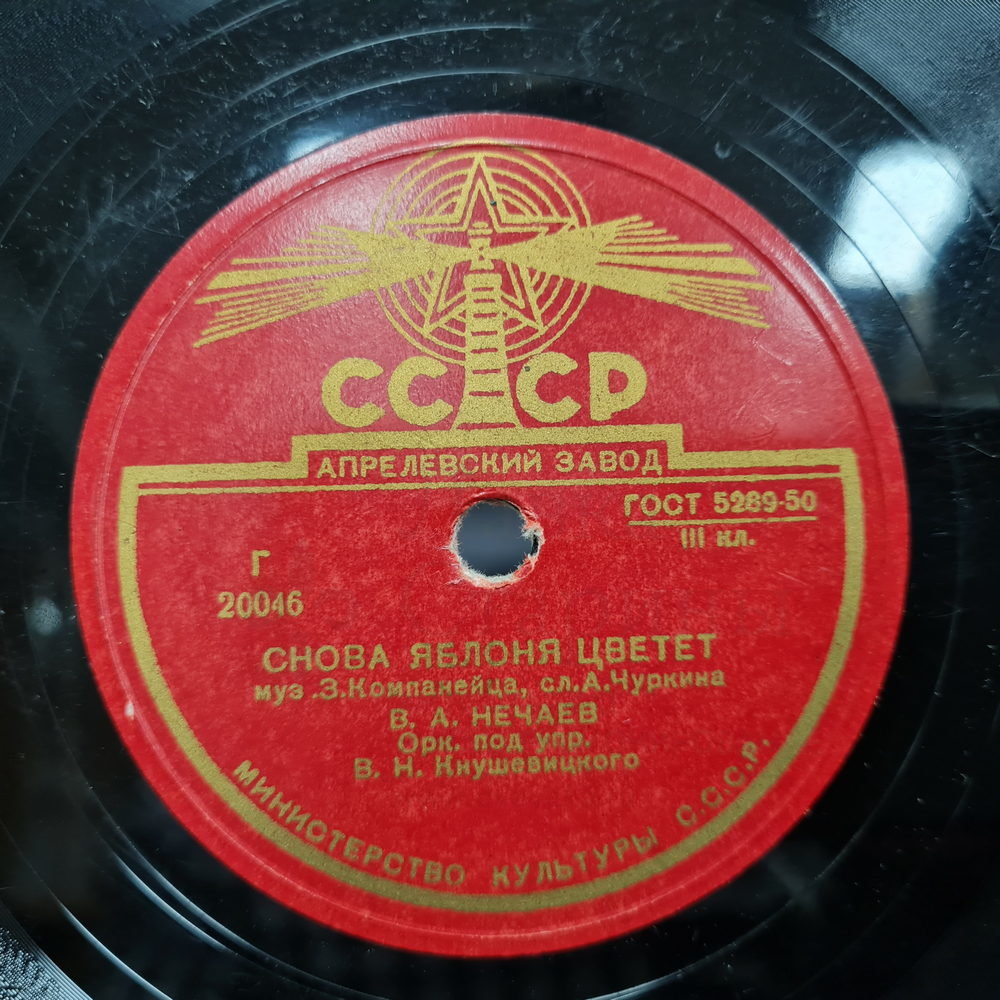 СССР
АПРЕЛЕВСКИЙ ЗАВОД
ГОСТ 5289-50
III кл.
Г
20046
СНОВА ЯБЛОНЯ ЦВЕТЕТ
муз.З.Компанейца, сл.А.Чуркина
В. А. НЕЧАЕВ
Орк. под упр.
В. Н. Кнушевицкого
МИНИСТЕРСТВО КУЛЬТУРЫ С.С.С.Р.